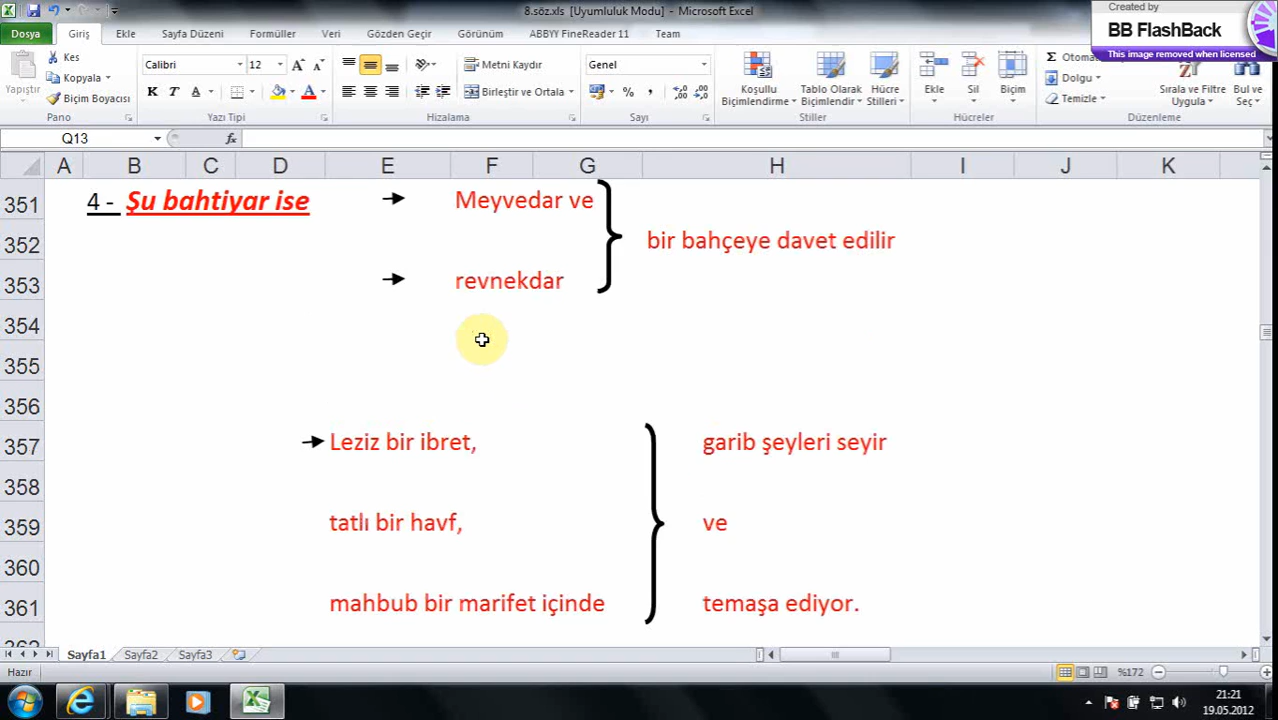 8.söz.xls [Uyumluluk Modu] - Microsoft Excel
Created by
BB FlashBack
This image removed when licensed
Dosya Giriş Ekle Sayfa Düzeni Formüller Veri Gözden Geçir Görünüm ABBYY FineReader 11 Team
Yapıştır
Kes
Kopyala
Biçim Boyacısı
Pano
Calibri 12
K T A
Yazı Tipi
Metni Kaydır
Birleştir ve Ortala
Hizalama
Genel
%
Sayı
Koşullu Biçimlendirme
Tablo Olarak Biçimlendir
Hücre Stilleri
Stiller
Ekle
Sil
Biçim
Hücreler
Σ Otoma
Dolgu
Temizle
Sırala ve Filtre Uygula
Bul ve Seç
Düzenleme
Q13 fx
A B C D E F G H I J K
351 4 - Şu bahtiyar ise Meyvedar ve
352 bir bahçeye davet edilir
353 revnekdar
354
355
356
357 Leziz bir ibret, garib şeyleri seyir
358
359 tatlı bir havf, ve
360
361 mahbub bir marifet içinde temaşa ediyor.
362
Sayfa1 Sayfa2 Sayfa3
Hazır %172
21:21
19.05.2012